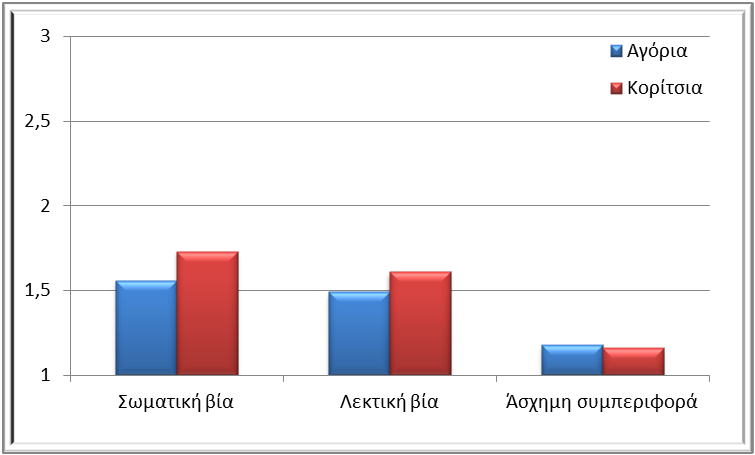 3
2,5
2
1,5
1
Αγόρια
Κορίτσια
Σωματική βία
Λεκτική βία
Άσχημη συμπεριφορά